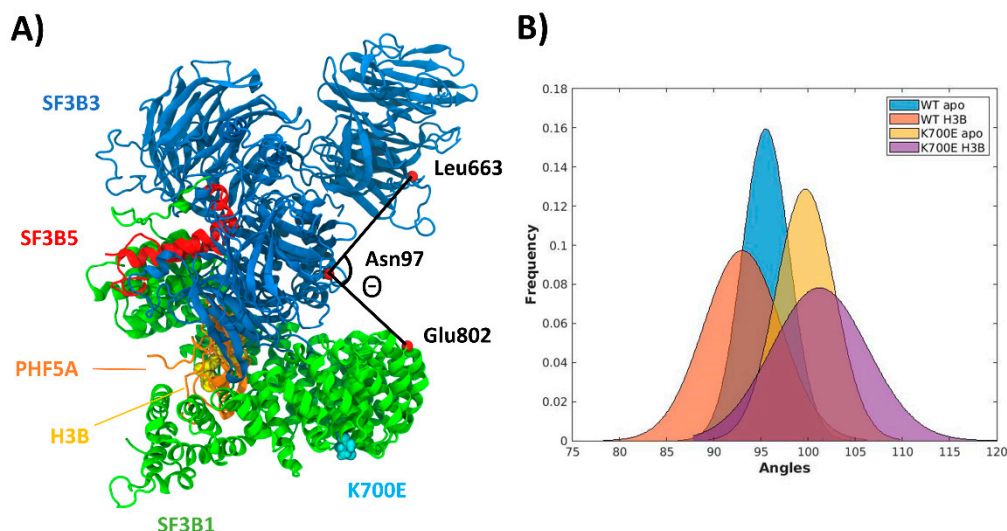 A)
SF3B3
Leu663
SF3B5
Asn97
Θ
Glu802
PHF5A
H3B
K700E
SF3B1
B)
0.18
0.16
0.14
0.12
0.1
0.08
0.06
0.04
0.02
0
Frequency
WT apo
WT H3B
K700E apo
K700E H3B
75 80 85 90 95 100 105 110 115 120
Angles